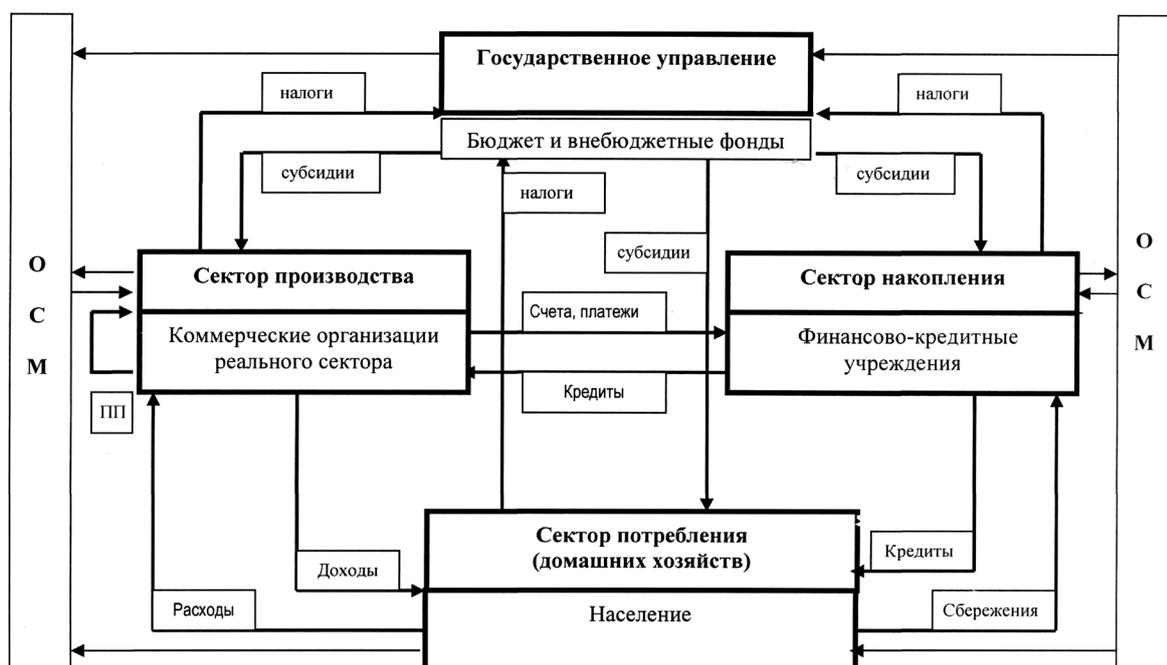 Государственное управление
налоги
налоги
Бюджет и внебюджетные фонды
субсидии
субсидии
налоги
субсидии
О
С
М
О
С
М
Сектор производства
Сектор накопления
Счета, платежи
Коммерческие организации
реального сектора
Финансово-кредитные
учреждения
Кредиты
ПП
Сектор потребления
(домашних хозяйств)
Кредиты
Доходы
Расходы
Население
Сбережения